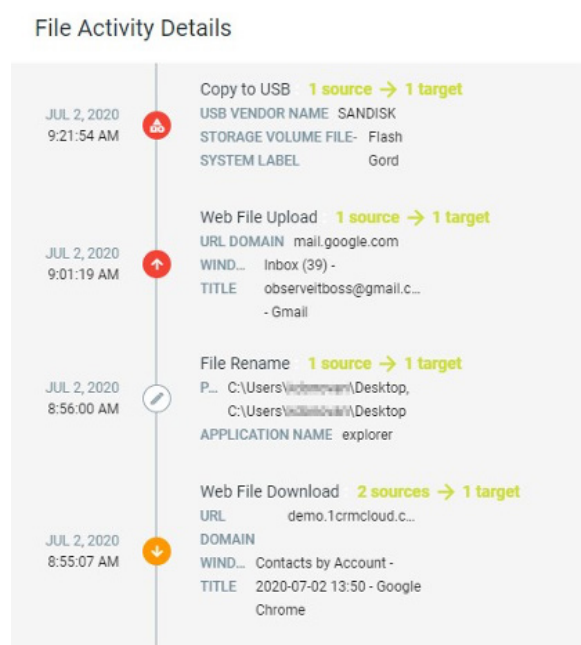 File Activity Details
Copy to USB 1 source → 1 target
JUL 2, 2020
9:21:54 AM
USB VENDOR NAME SANDISK
STORAGE VOLUME FILE- Flash
SYSTEM LABEL Gord
Web File Upload 1 source → 1 target
JUL 2, 2020
9:01:19 AM
URL DOMAIN mail.google.com
WIND... Inbox (39) -
TITLE observeitboss@gmail.c...
- Gmail
File Rename 1 source → 1 target
JUL 2, 2020
8:56:00 AM
P... C:\Users\ \Desktop,
C:\Users\ \Desktop
APPLICATION NAME explorer
Web File Download 2 sources → 1 target
JUL 2, 2020
8:55:07 AM
URL demo.1crmcloud.c...
DOMAIN
WIND... Contacts by Account -
TITLE 2020-07-02 13:50 - Google
Chrome